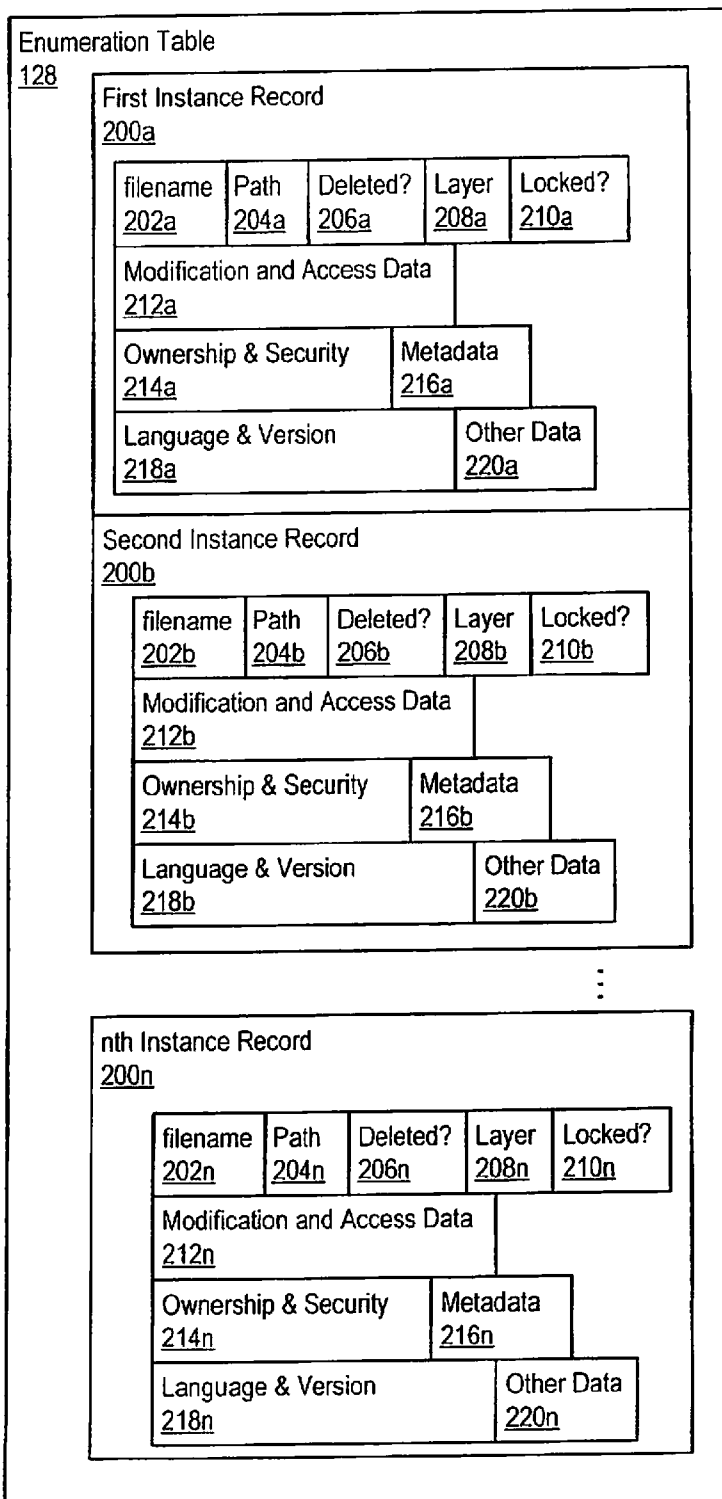 Enumeration Table
128
First Instance Record
200a
filename Path Deleted? Layer Locked?
202a 204a 206a 208a 210a
Modification and Access Data
212a
Ownership & Security Metadata
214a 216a
Language & Version Other Data
218a 220a
Second Instance Record
200b
filename Path Deleted? Layer Locked?
202b 204b 206b 208b 210b
Modification and Access Data
212b
Ownership & Security Metadata
214b 216b
Language & Version Other Data
218b 220b
nth Instance Record
200n
filename Path Deleted? Layer Locked?
202n 204n 206n 208n 210n
Modification and Access Data
212n
Ownership & Security Metadata
214n 216n
Language & Version Other Data
218n 220n